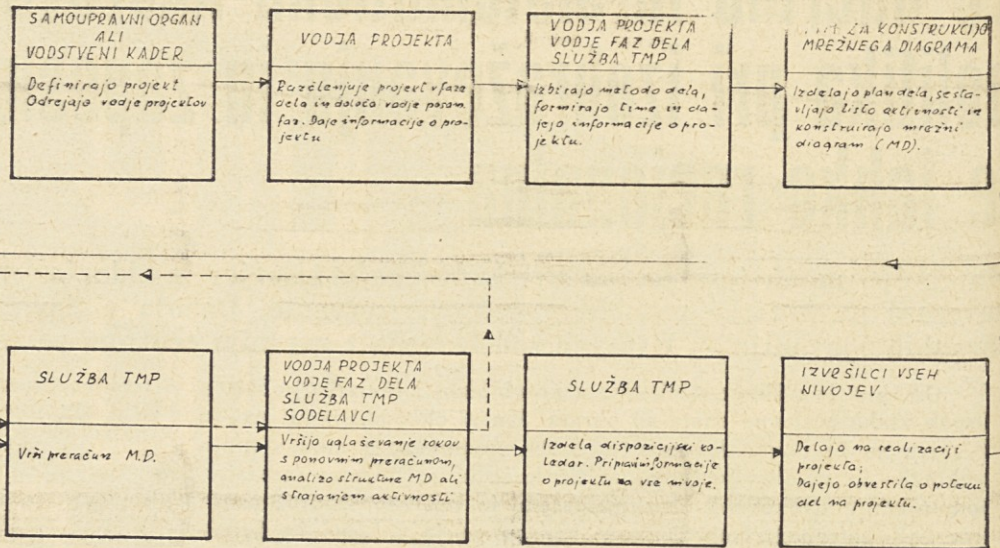 SAMOUPRAVNI ORGAN
ALI
VODSTVENI KADER
Definirajo projekt
Odrejajo vodje projektov
VODJA PROJEKTA
Razčlenjuje projekt v faze
dela in določa vodje posam.
faz. Daje informacije o pro-
jektu
VODJA PROJEKTA
VODJE FAZ DELA
SLUŽBA TMP
Izbirajo metodo dela,
formirajo time in da-
jejo informacije o pro-
jektu.
ZA KONSTRUKCIJO
MREŽNEGA DIAGRAMA
Izdelajo plan dela, sesta-
vljajo listo aktivnosti in
konstruirajo mrežni
diagram (MD).
SLUŽBA TMP
Vrši preračun M.D.
VODJA PROJEKTA
VODJE FAZ DELA
SLUŽBA TMP
SODELAVCI
Vršijo uglaševanje rokov
s ponovnim preračunom,
analizo strukture MD ali
s trajanjem aktivnosti
SLUŽBA TMP
Izdela dispozicijski ko-
ledar. Pripravi informacije
o projektu za vse nivoje.
IZVRŠILCI VSEH
NIVOJEV
Delajo na realizaciji
projekta;
Dajejo obvestila o poteku
del na projektu.